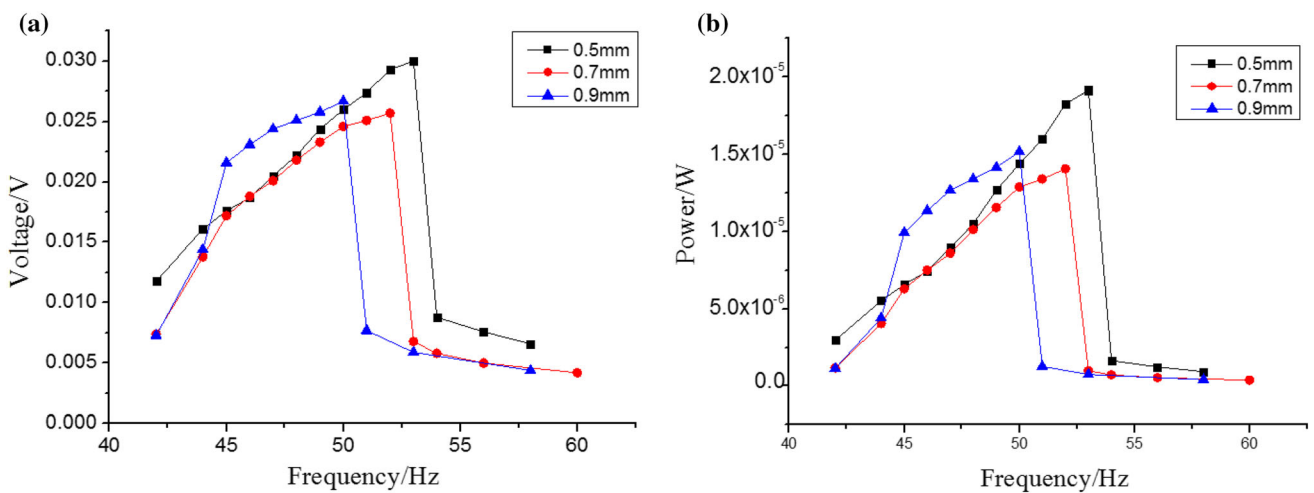 (a)
0.5mm
0.7mm
0.9mm
0.030
0.025
0.020
0.015
0.010
0.005
0.000
Voltage/V
40 45 50 55 60
Frequency/Hz
(b)
0.5mm
0.7mm
0.9mm
2.0x10-5
1.5x10-5
1.0x10-5
5.0x10-6
0.0
Power/W
40 45 50 55 60
Frequency/Hz